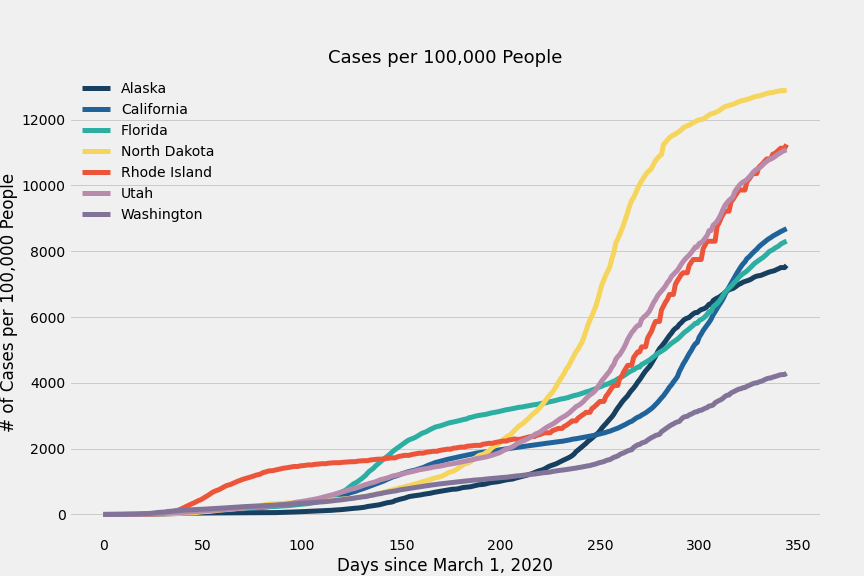 Cases per 100,000 People
Alaska
California
Florida
North Dakota
Rhode Island
Utah
Washington
# of Cases per 100,000 People
12000
10000
8000
6000
4000
2000
0
0 50 100 150 200 250 300 350
Days since March 1, 2020